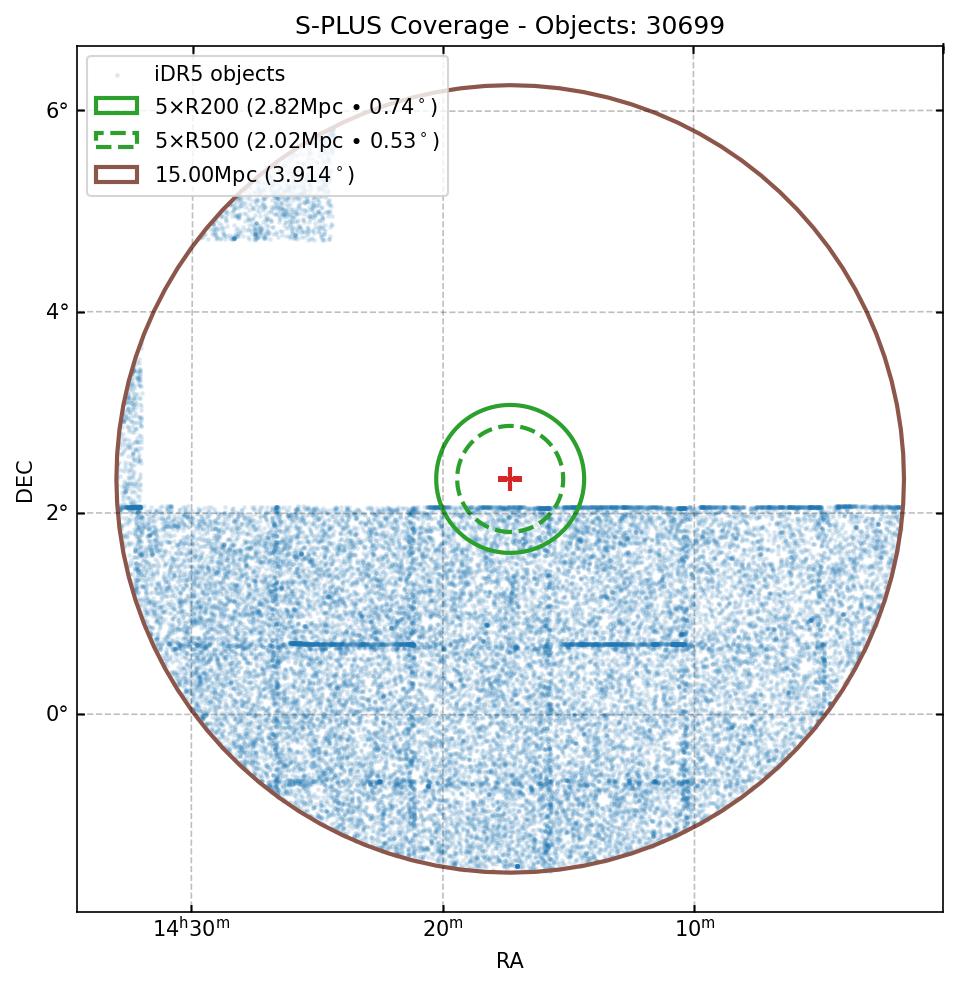 S-PLUS Coverage - Objects: 30699
iDR5 objects
5×R200 (2.82Mpc • 0.74°)
5×R500 (2.02Mpc • 0.53°)
15.00Mpc (3.914°)
6°
4°
2°
0°
DEC
14ʰ30ᵐ 20ᵐ 10ᵐ
RA